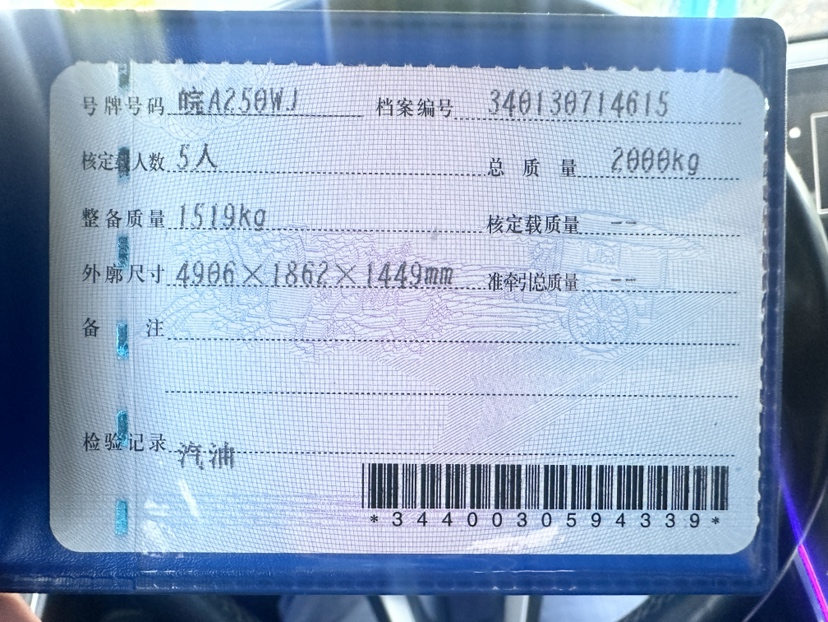 号牌号码 皖A250WJ 档案编号 340130714615
核定载人数 5人 总质量 2000kg
整备质量 1519kg 核定载质量 --
外廓尺寸 4906×1862×1449mm 准牵引总质量 --
备注
检验记录 汽油
*3440030594339*